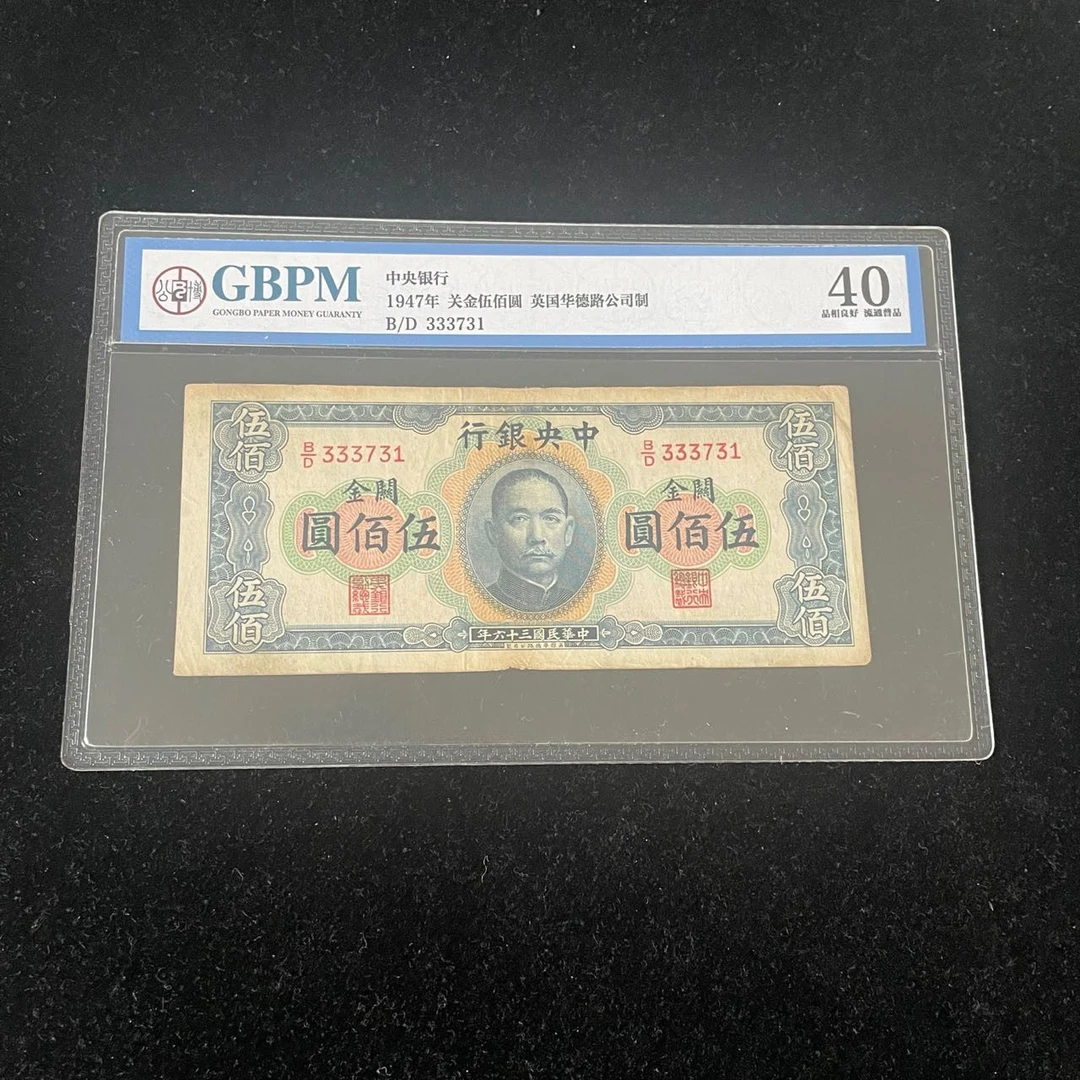 GBPM
GONGBO PAPER MONEY GUARANTY
中央银行
1947年 关金伍佰圆 英国华德路公司制
B/D 333731
40
品相良好 流通普品
行銀央中
伍佰
伍佰
B/D 333731
B/D 333731
金關
金關
圓佰伍
圓佰伍
伍佰
伍佰
年六十三國民華中